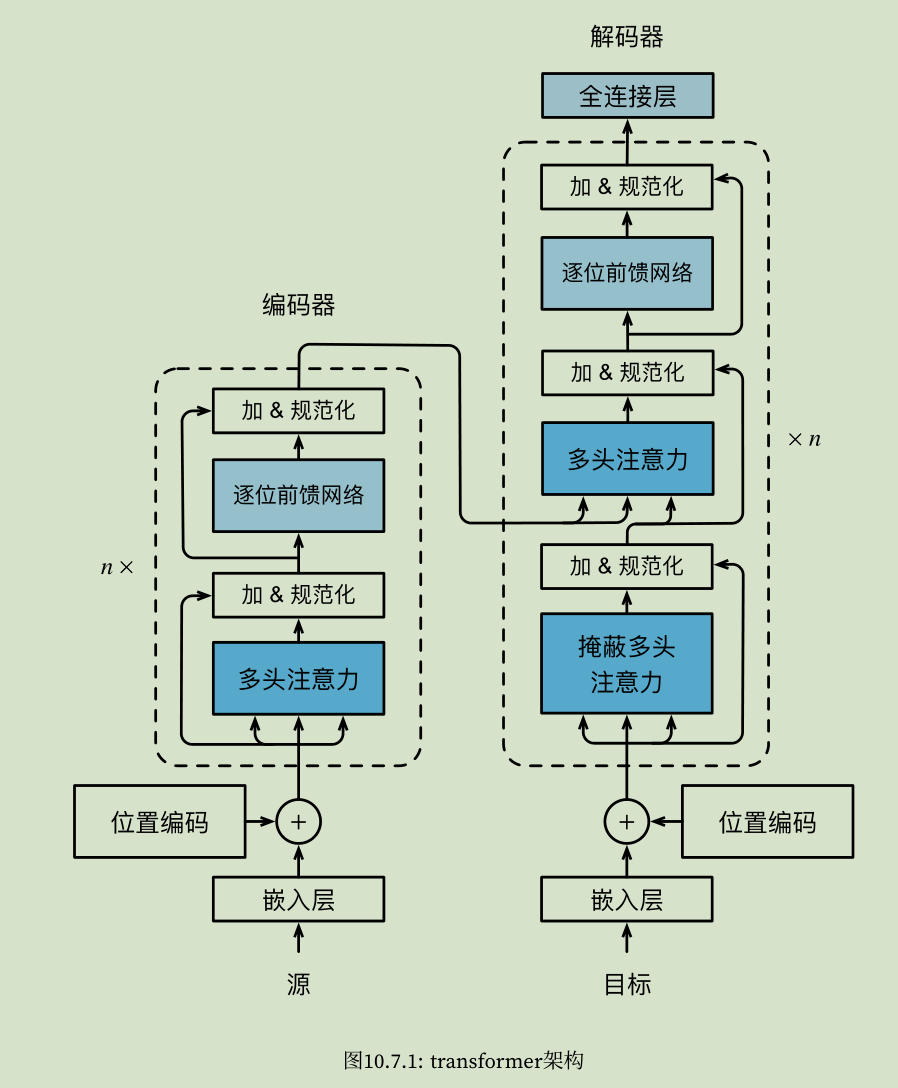 解码器
全连接层
加 & 规范化
逐位前馈网络
加 & 规范化
多头注意力
加 & 规范化
掩蔽多头
注意力
× n
位置编码
嵌入层
目标
编码器
加 & 规范化
逐位前馈网络
加 & 规范化
多头注意力
n ×
位置编码
嵌入层
源
+
+
图10.7.1: transformer架构